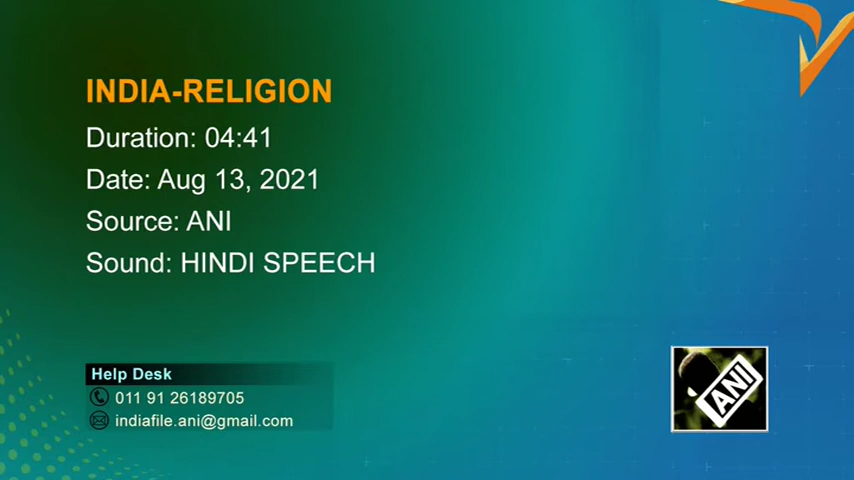 INDIA-RELIGION
Duration: 04:41
Date: Aug 13, 2021
Source: ANI
Sound: HINDI SPEECH
Help Desk
011 91 26189705
indiafile.ani@gmail.com
ANI